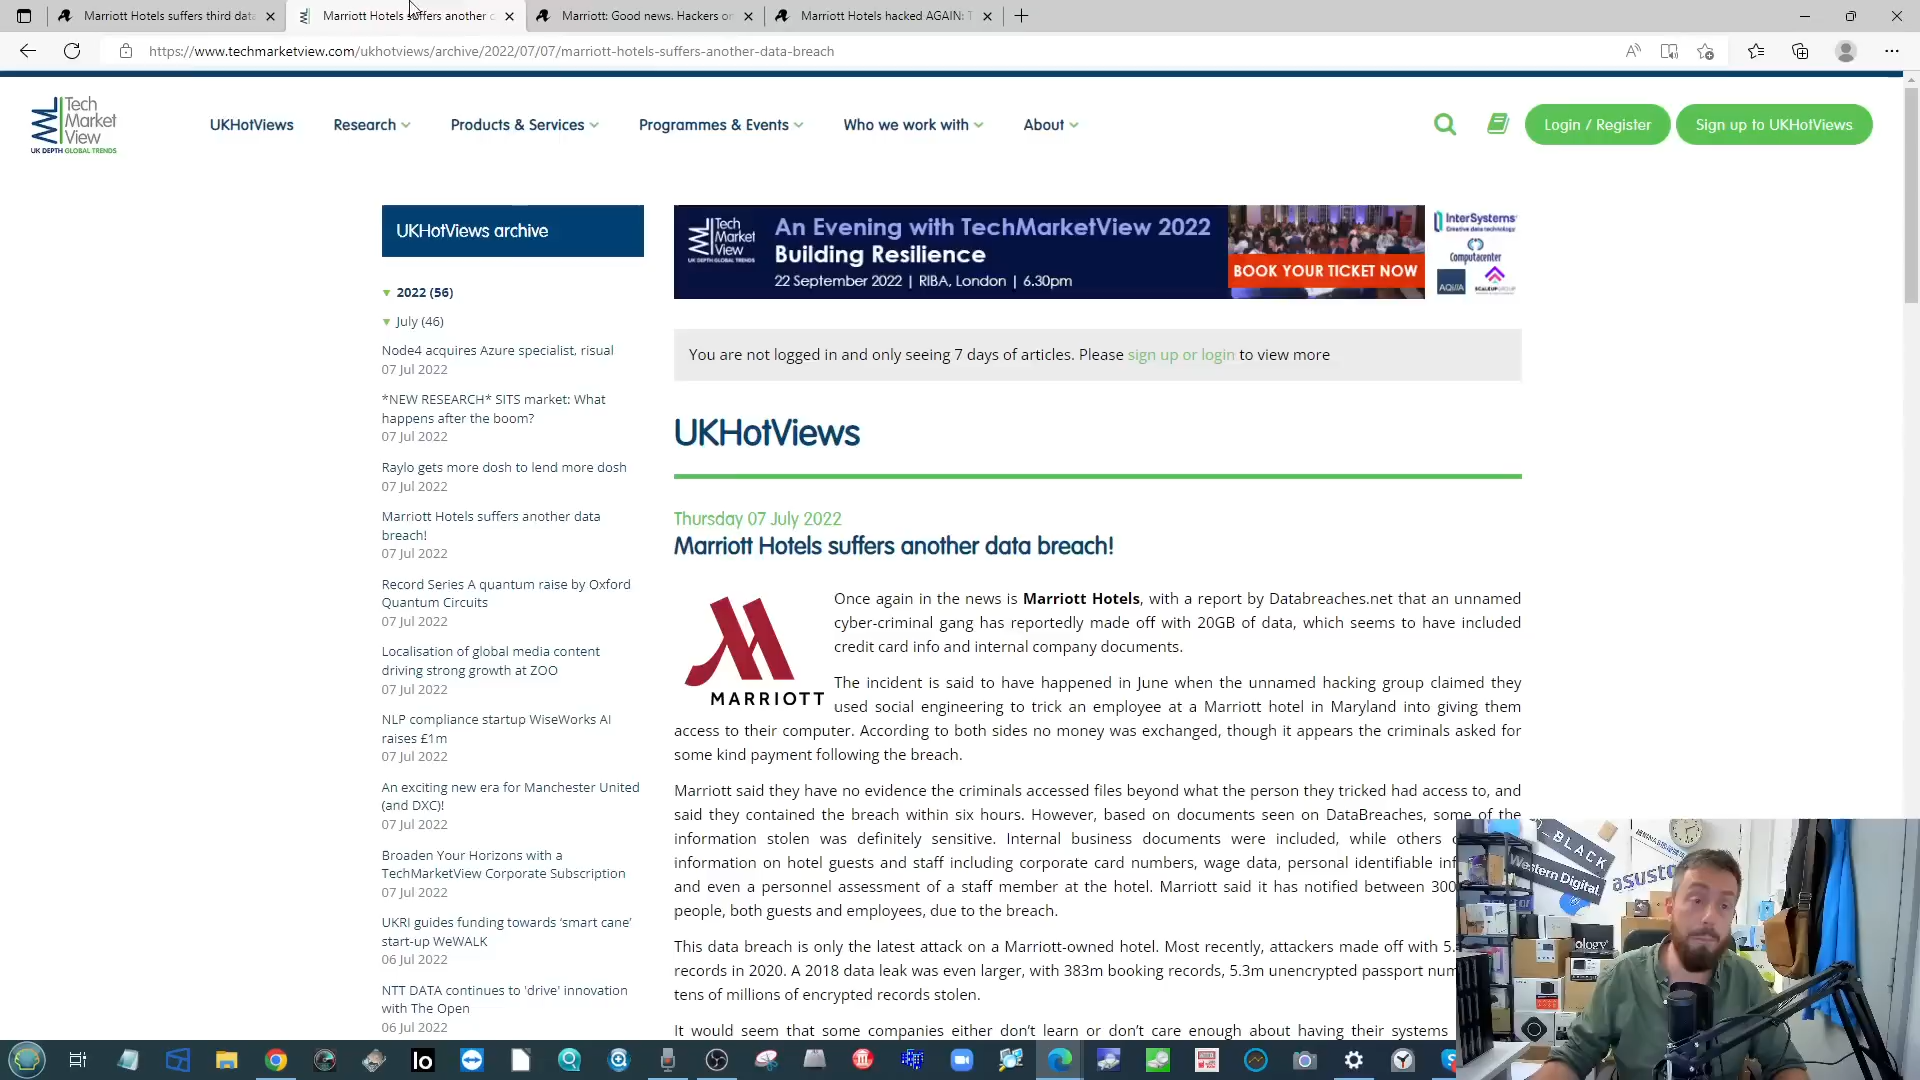 Marriott Hotels suffers third data
Marriott Hotels suffers another d
Marriott: Good news. Hackers on
Marriott Hotels hacked AGAIN: T
https://www.techmarketview.com/ukhotviews/archive/2022/07/07/marriott-hotels-suffers-another-data-breach
Tech
Market
View
UK DEPTH GLOBAL TRENDS
UKHotViews
Research
Products & Services
Programmes & Events
Who we work with
About
Login / Register
Sign up to UKHotViews
UKHotViews archive
2022 (56)
July (46)
Node4 acquires Azure specialist, risual
07 Jul 2022
*NEW RESEARCH* SITS market: What
happens after the boom?
07 Jul 2022
Raylo gets more dosh to lend more dosh
07 Jul 2022
Marriott Hotels suffers another data
breach!
07 Jul 2022
Record Series A quantum raise by Oxford
Quantum Circuits
07 Jul 2022
Localisation of global media content
driving strong growth at ZOO
07 Jul 2022
NLP compliance startup WiseWorks AI
raises £1m
07 Jul 2022
An exciting new era for Manchester United
(and DXC)!
07 Jul 2022
Broaden Your Horizons with a
TechMarketView Corporate Subscription
07 Jul 2022
UKRI guides funding towards ‘smart cane’
start-up WeWALK
06 Jul 2022
NTT DATA continues to 'drive' innovation
with The Open
06 Jul 2022
Tech
Market
View
UK DEPTH GLOBAL TRENDS
An Evening with TechMarketView 2022
Building Resilience
22 September 2022 | RIBA, London | 6.30pm
BOOK YOUR TICKET NOW
InterSystems
Creative data technology
Computacenter
AQilla
SCALEUPGROUP
You are not logged in and only seeing 7 days of articles. Please sign up or login to view more
UKHotViews
Thursday 07 July 2022
Marriott Hotels suffers another data breach!
MARRIOTT
Once again in the news is Marriott Hotels, with a report by Databreaches.net that an unnamed
cyber-criminal gang has reportedly made off with 20GB of data, which seems to have included
credit card info and internal company documents.
The incident is said to have happened in June when the unnamed hacking group claimed they
used social engineering to trick an employee at a Marriott hotel in Maryland into giving them
access to their computer. According to both sides no money was exchanged, though it appears the criminals asked for
some kind payment following the breach.
Marriott said they have no evidence the criminals accessed files beyond what the person they tricked had access to, and
said they contained the breach within six hours. However, based on documents seen on DataBreaches, some of the
information stolen was definitely sensitive. Internal business documents were included, while others
information on hotel guests and staff including corporate card numbers, wage data, personal identifiable inf
and even a personnel assessment of a staff member at the hotel. Marriott said it has notified between 300
people, both guests and employees, due to the breach.
This data breach is only the latest attack on a Marriott-owned hotel. Most recently, attackers made off with 5.
records in 2020. A 2018 data leak was even larger, with 383m booking records, 5.3m unencrypted passport num
tens of millions of encrypted records stolen.
It would seem that some companies either don’t learn or don’t care enough about having their systems
_BLACK
Western Digital
asusto
ology
Io